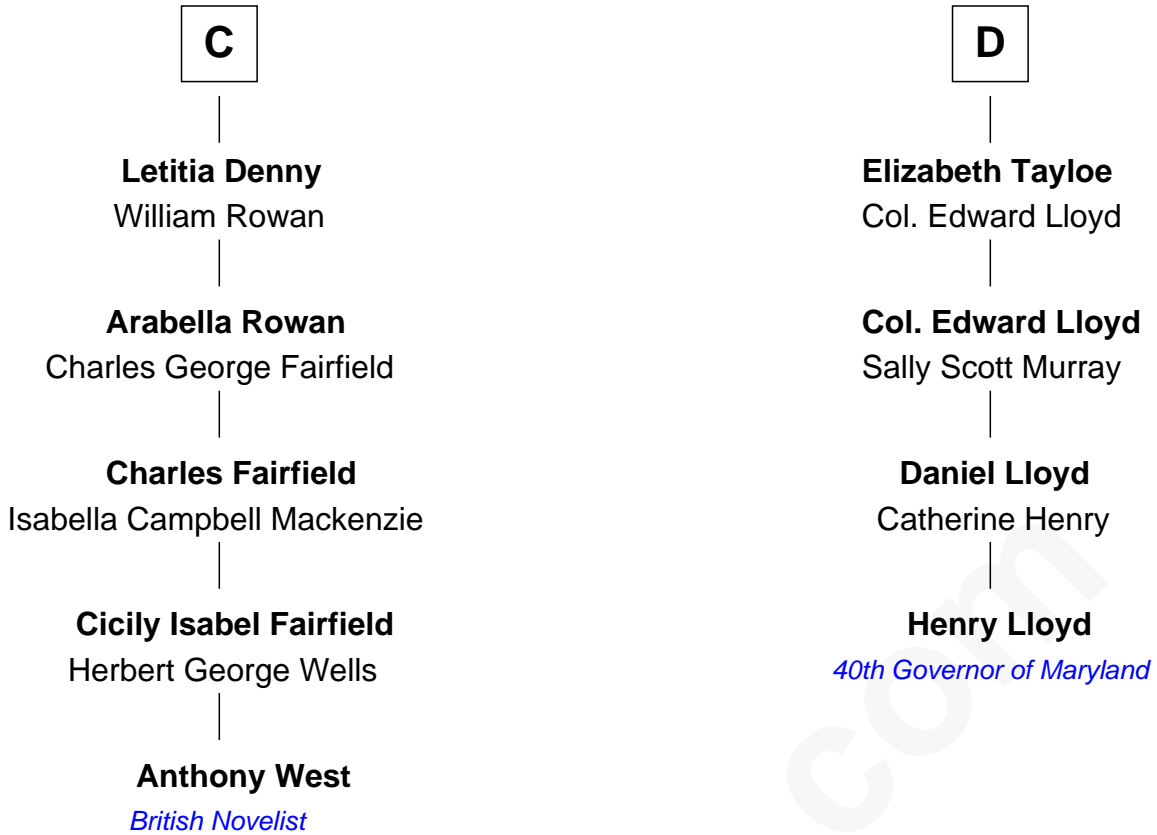 C
Letitia Denny
William Rowan
Arabella Rowan
Charles George Fairfield
Charles Fairfield
Isabella Campbell Mackenzie
Cicily Isabel Fairfield
Herbert George Wells
Anthony West
British Novelist
D
Elizabeth Tayloe
Col. Edward Lloyd
Col. Edward Lloyd
Sally Scott Murray
Daniel Lloyd
Catherine Henry
Henry Lloyd
40th Governor of Maryland
com